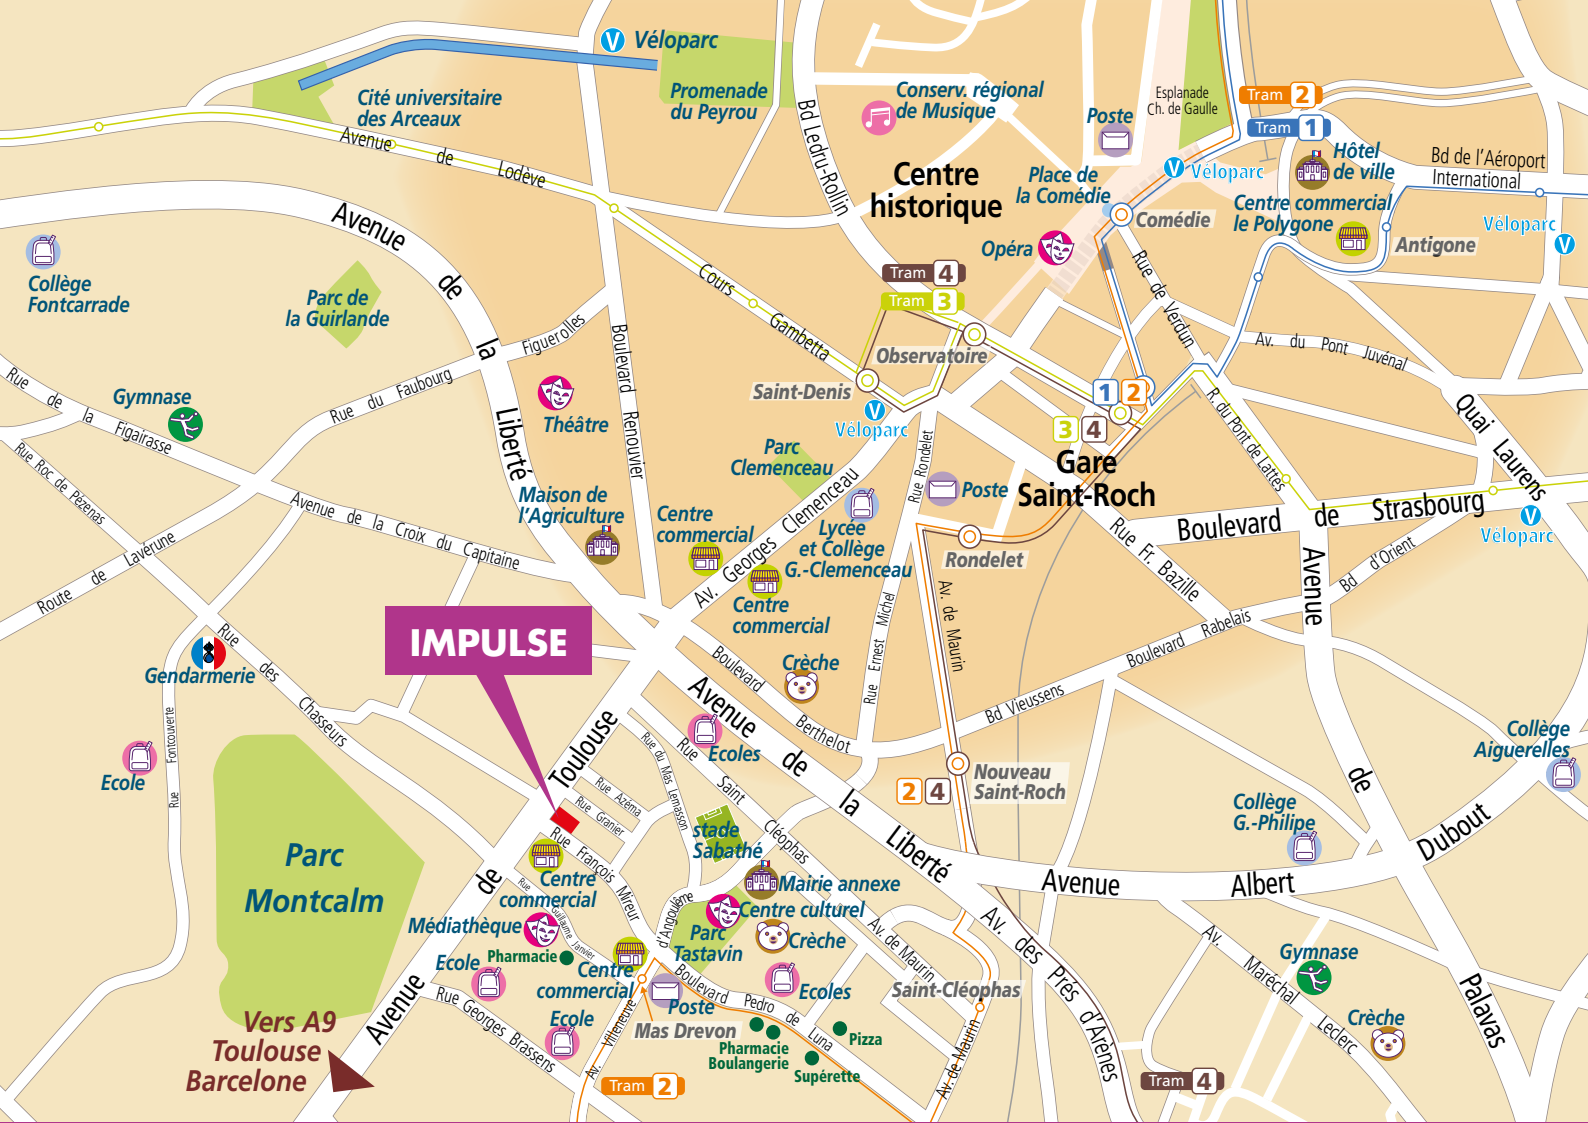 Véloparc
Cité universitaire
des Arceaux
Promenade
du Peyrou
Bd Ledru-Rollin
Conserv. régional
de Musique
Poste
Esplanade
Ch. de Gaulle
Tram 2
Tram 1
Hôtel
de ville
Bd de l'Aéroport
International
Avenue de Lodève
Centre
historique
Place de
la Comédie
Véloparc
Comédie
Centre commercial
le Polygone
Antigone
Véloparc
Opéra
Avenue de la Liberté
Collège
Fontcarrade
Parc de
la Guirlande
Cours Gambetta
Tram 4
Tram 3
Rue de Verdun
Observatoire
Av. du Pont Juvénal
Figuerolles
Rue du Faubourg
Boulevard Renouvier
Saint-Denis
Véloparc
1 2
3 4
Gare
Saint-Roch
R. du Pont de Lattes
Quai Laurens
Rue de la Figairasse
Gymnase
Théâtre
Rue Roc de Pézenas
Parc
Clemenceau
Rue Rondelet
Poste
Maison de
l'Agriculture
Centre
commercial
Av. Georges Clemenceau
Lycée
et Collège
G.-Clemenceau
Centre
commercial
Rondelet
Rue Fr. Bazille
Boulevard de Strasbourg
Véloparc
Avenue de la Croix du Capitaine
Route de Laverune
Bd d'Orient
Avenue de Palavas
Av. de Maurin
Rue Ernest Michel
Boulevard Rabelais
Bd Vieussens
IMPULSE
Gendarmerie
Rue des Chasseurs
Crèche
Boulevard Berthelot
Avenue de la Liberté
Rue Fontcouverte
Rue
Ecole
Avenue de Toulouse
Ecoles
Rue Saint Cléophas
Rue du Mas Lemasson
Rue Azéma
Rue Granier
2 4
Nouveau
Saint-Roch
Collège
Aiguerelles
Collège
G.-Philipe
Avenue Albert Dubout
Parc
Montcalm
stade
Sabathé
Rue François Mireur
Centre
commercial
Rue Guillaume Janvier
Mairie annexe
Centre culturel
Médiathèque
Pharmacie
d'Angoulème
Parc
Tastavin
Crèche
Av. de Maurin
Av. des Prés d'Arènes
Ecole
Centre
commercial
Poste
Ecoles
Boulevard Pedro de Luna
Saint-Cléophas
Rue Georges Brassens
Ecole
Av. Villeneuve
Mas Drevon
Pharmacie
Boulangerie
Pizza
Supérette
Av. de Maurin
Av. Maréchal Leclerc
Gymnase
Crèche
Vers A9
Toulouse
Barcelone
Tram 2
Tram 4